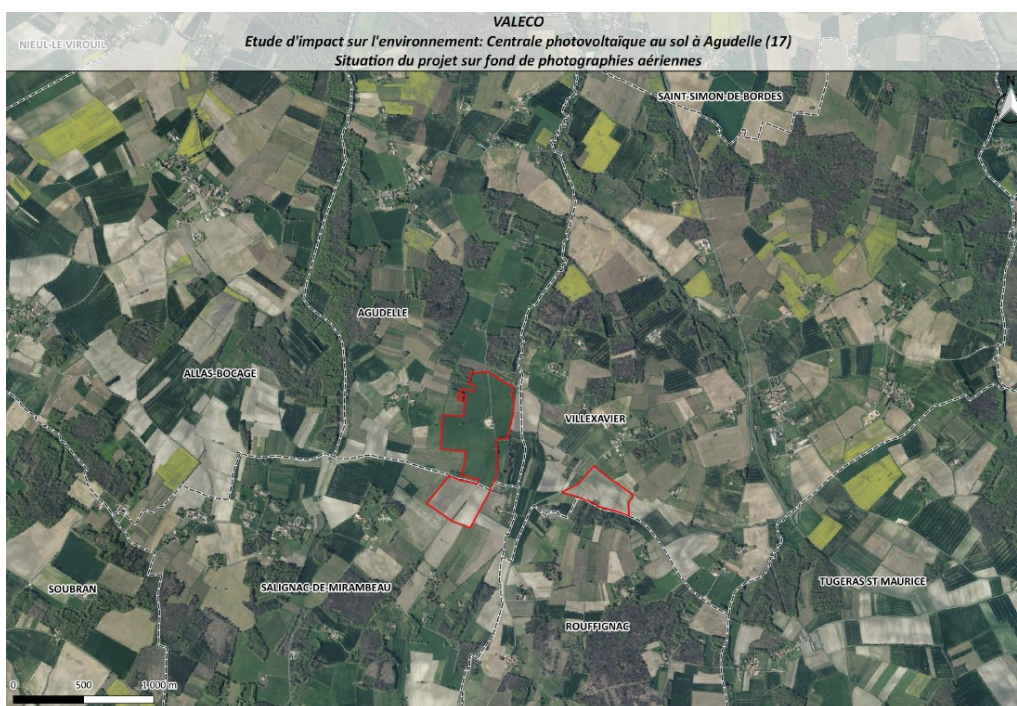 VALECO
Etude d'impact sur l'environnement: Centrale photovoltaïque au sol à Agudelle (17)
Situation du projet sur fond de photographies aériennes
NIEUL-LE VIROUIL
SAINT-SIMON-DE-BORDES
N
AGUDELLE
ALLAS-BOCAGE
VILLEXAVIER
SOUBRAN
SALIGNAC-DE-MIRAMBEAU
TUGERAS ST MAURICE
ROUFFIGNAC
0 500 1 000 m